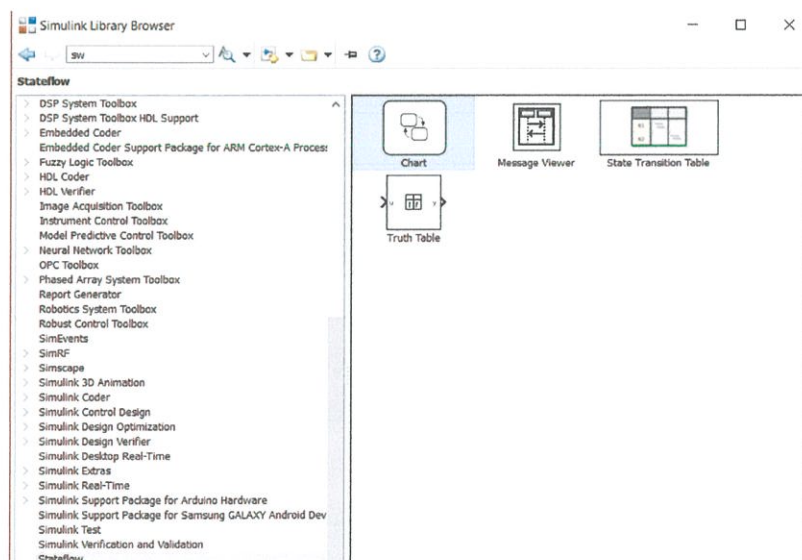 Simulink Library Browser
sw
Stateflow
DSP System Toolbox
DSP System Toolbox HDL Support
Embedded Coder
Embedded Coder Support Package for ARM Cortex-A Process
Fuzzy Logic Toolbox
HDL Coder
HDL Verifier
Image Acquisition Toolbox
Instrument Control Toolbox
Model Predictive Control Toolbox
Neural Network Toolbox
OPC Toolbox
Phased Array System Toolbox
Report Generator
Robotics System Toolbox
Robust Control Toolbox
SimEvents
SimRF
Simscape
Simulink 3D Animation
Simulink Coder
Simulink Control Design
Simulink Design Optimization
Simulink Design Verifier
Simulink Desktop Real-Time
Simulink Extras
Simulink Real-Time
Simulink Support Package for Arduino Hardware
Simulink Support Package for Samsung GALAXY Android Dev
Simulink Test
Simulink Verification and Validation
Stateflow
Chart
Message Viewer
State Transition Table
Truth Table